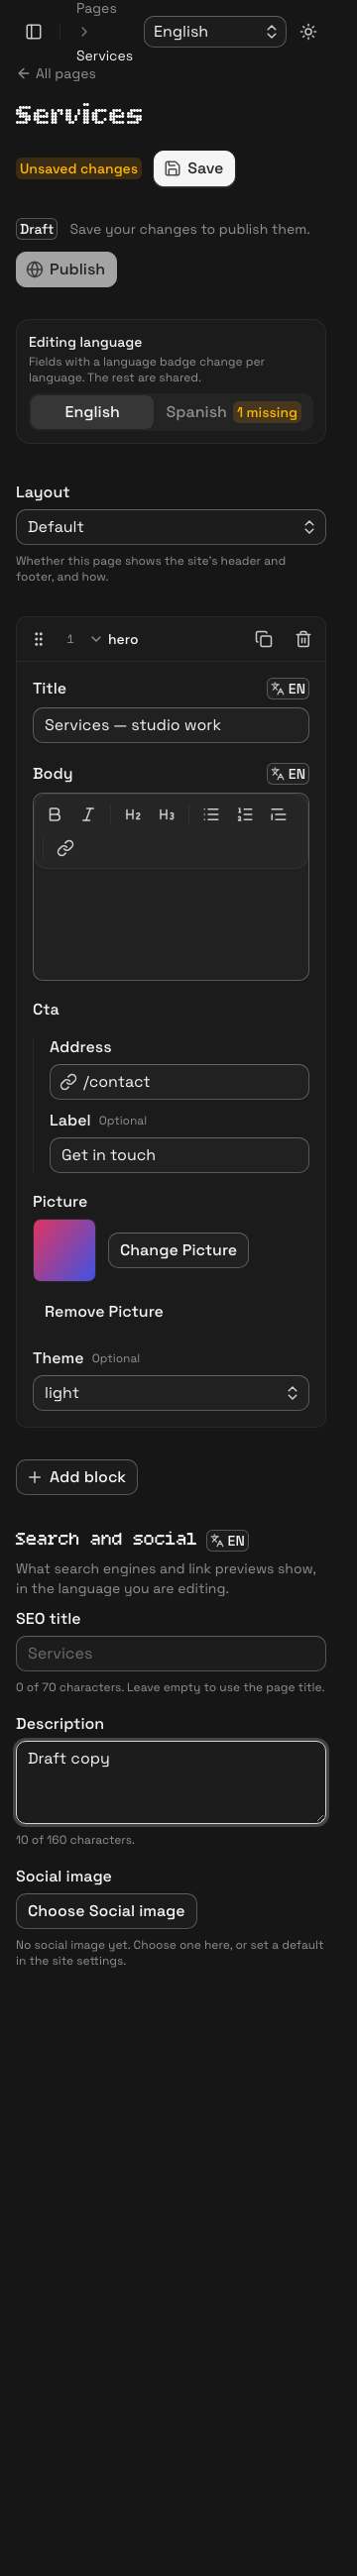 Pages
English
Services
All pages
Services
Unsaved changes
Save
Draft
Save your changes to publish them.
Publish
Editing language
Fields with a language badge change per
language. The rest are shared.
English
Spanish
1 missing
Layout
Default
Whether this page shows the site's header and
footer, and how.
1
hero
Title
EN
Services — studio work
Body
EN
B I H2 H3
Cta
Address
/contact
Label Optional
Get in touch
Picture
Change Picture
Remove Picture
Theme Optional
light
Add block
Search and social
EN
What search engines and link previews show,
in the language you are editing.
SEO title
Services
0 of 70 characters. Leave empty to use the page title.
Description
Draft copy
10 of 160 characters.
Social image
Choose Social image
No social image yet. Choose one here, or set a default
in the site settings.